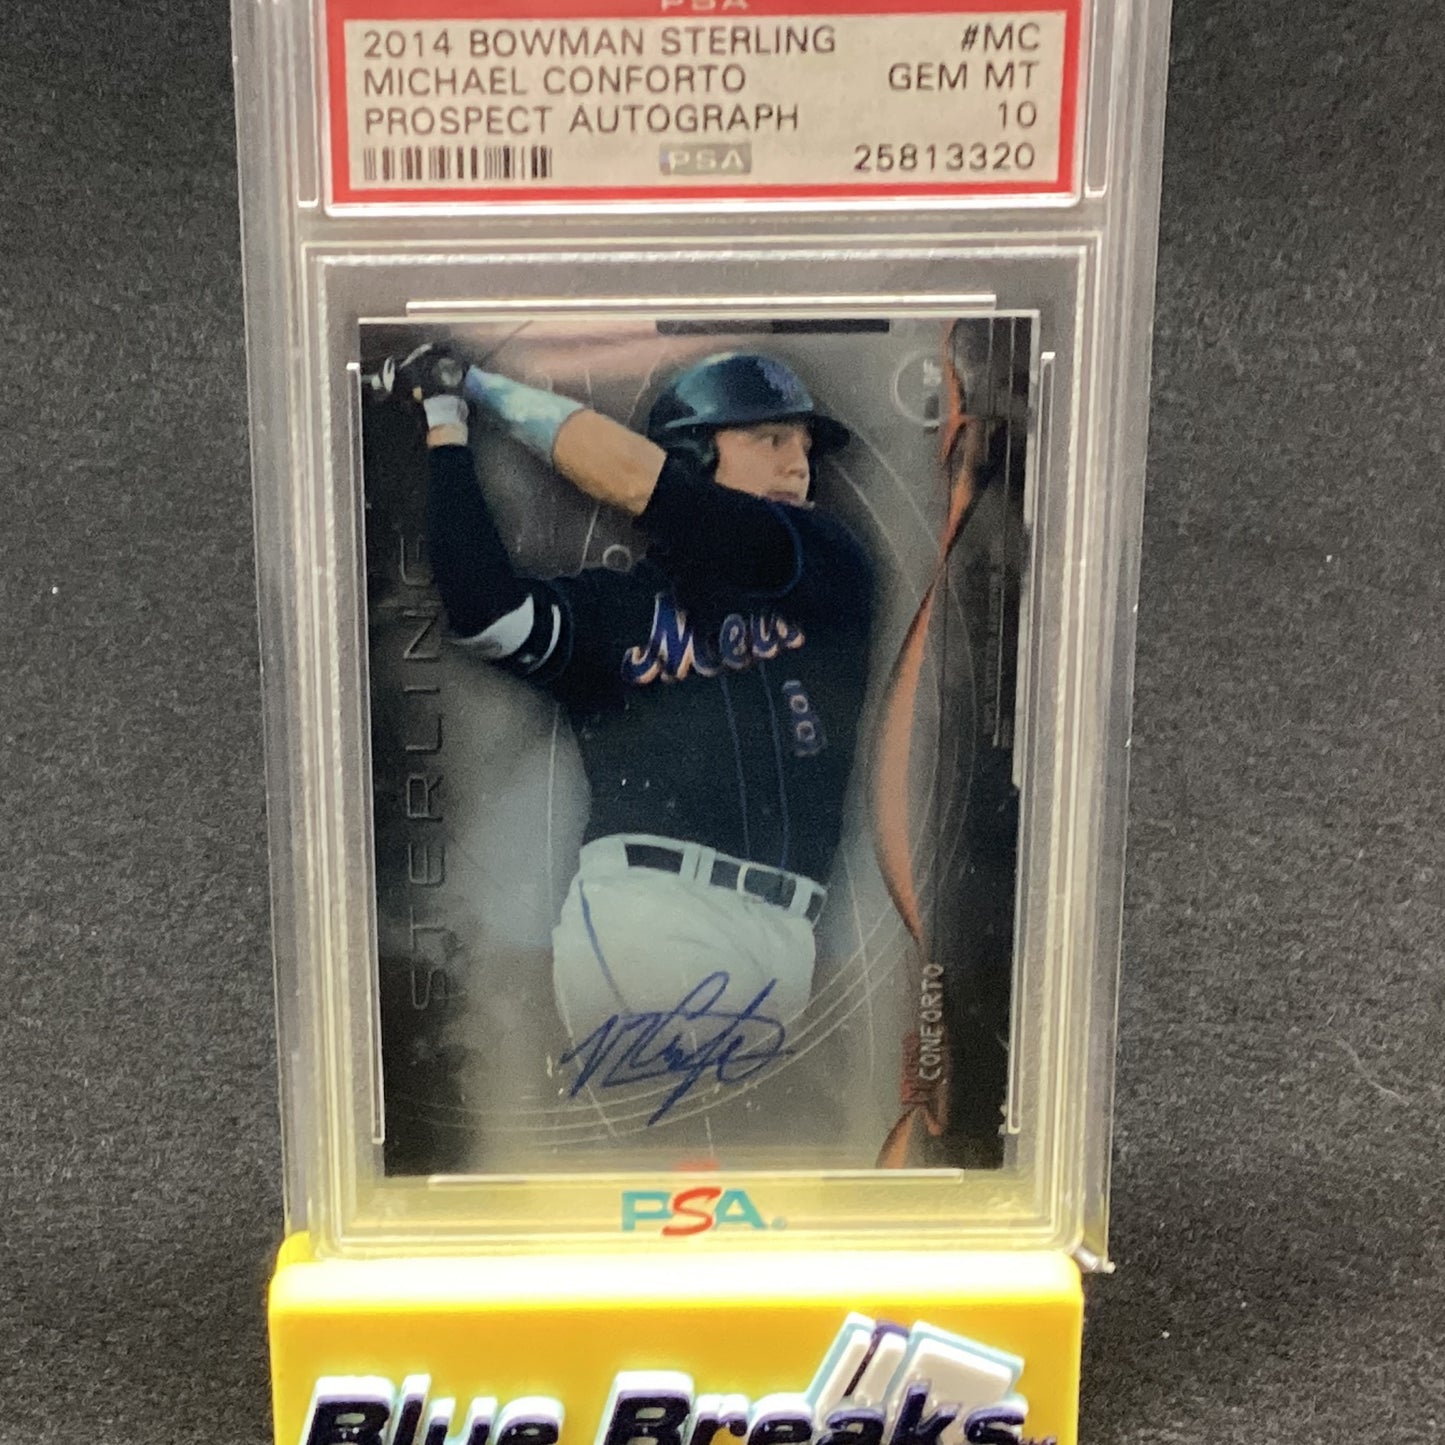 PSA
2014 BOWMAN STERLING #MC
MICHAEL CONFORTO GEM MT
PROSPECT AUTOGRAPH 10
PSA 25813320
OF
STERLING
Mets
CONFORTO
PSA
Blue Breaks